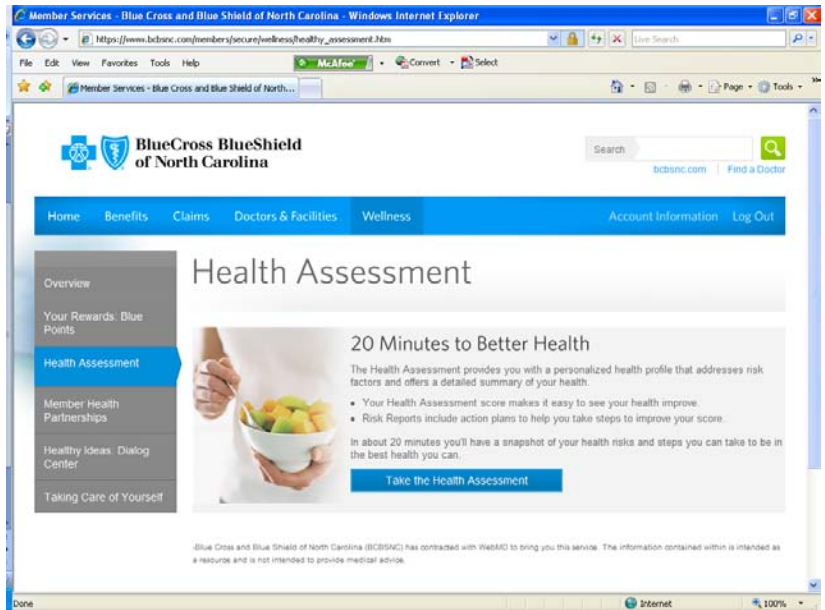 Member Services - Blue Cross and Blue Shield of North Carolina - Windows Internet Explorer
https://www.bcbsnc.com/members/secure/wellness/healthy_assessment.htm
Live Search
File Edit View Favorites Tools Help
McAfee
Convert
Select
Member Services - Blue Cross and Blue Shield of North...
Page
Tools
BlueCross BlueShield
of North Carolina
Search
bcbsnc.com
Find a Doctor
Home
Benefits
Claims
Doctors & Facilities
Wellness
Account Information
Log Out
Overview
Your Rewards: Blue
Points
Health Assessment
Member Health
Partnerships
Healthy Ideas: Dialog
Center
Taking Care of Yourself
Health Assessment
20 Minutes to Better Health
The Health Assessment provides you with a personalized health profile that addresses risk
factors and offers a detailed summary of your health.
• Your Health Assessment score makes it easy to see your health improve.
• Risk Reports include action plans to help you take steps to improve your score.
In about 20 minutes you'll have a snapshot of your health risks and steps you can take to be in
the best health you can.
Take the Health Assessment
-Blue Cross and Blue Shield of North Carolina (BCBSNC) has contracted with WebMD to bring you this service. The information contained within is intended as
a resource and is not intended to provide medical advice.
Done
Internet
100%